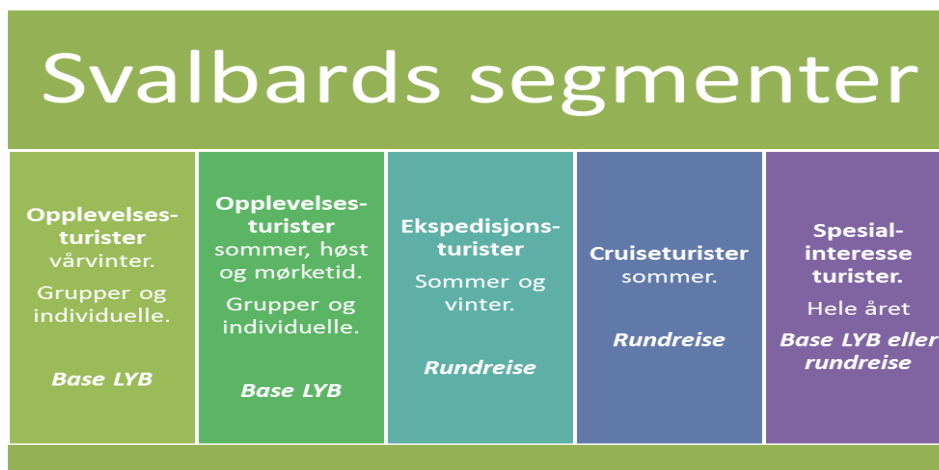 Svalbards segmenter
Opplevelses-
turister
vårvinter.
Grupper og
individuelle.
Base LYB
Opplevelses-
turister
sommer, høst
og mørketid.
Grupper og
individuelle.
Base LYB
Ekspedisjons-
turister
Sommer og
vinter.
Rundreise
Cruiseturister
sommer.
Rundreise
Spesial-
interesse
turister.
Hele året
Base LYB eller
rundreise